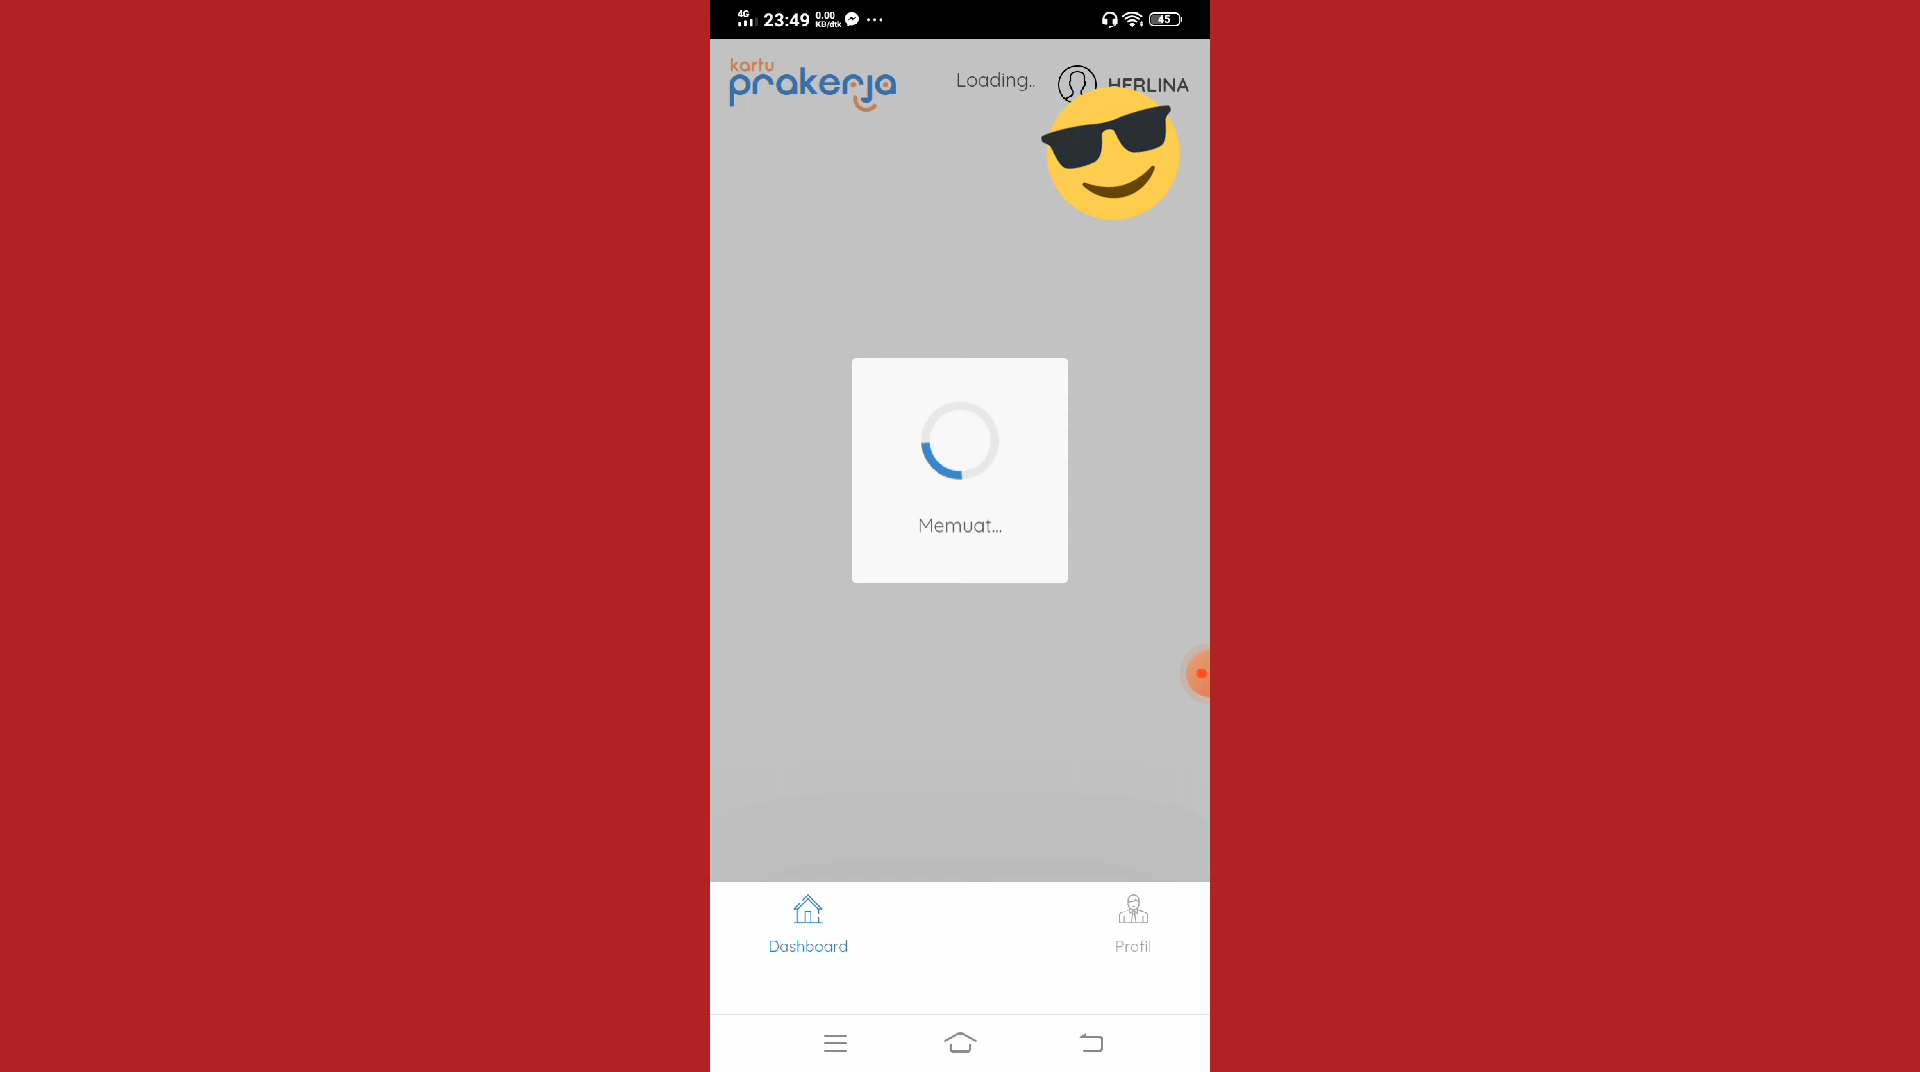 4G 23:49 0.00 KB/dtk 45
kartu
prakerja
Loading..
HERLINA
Memuat...
Dashboard
Profil